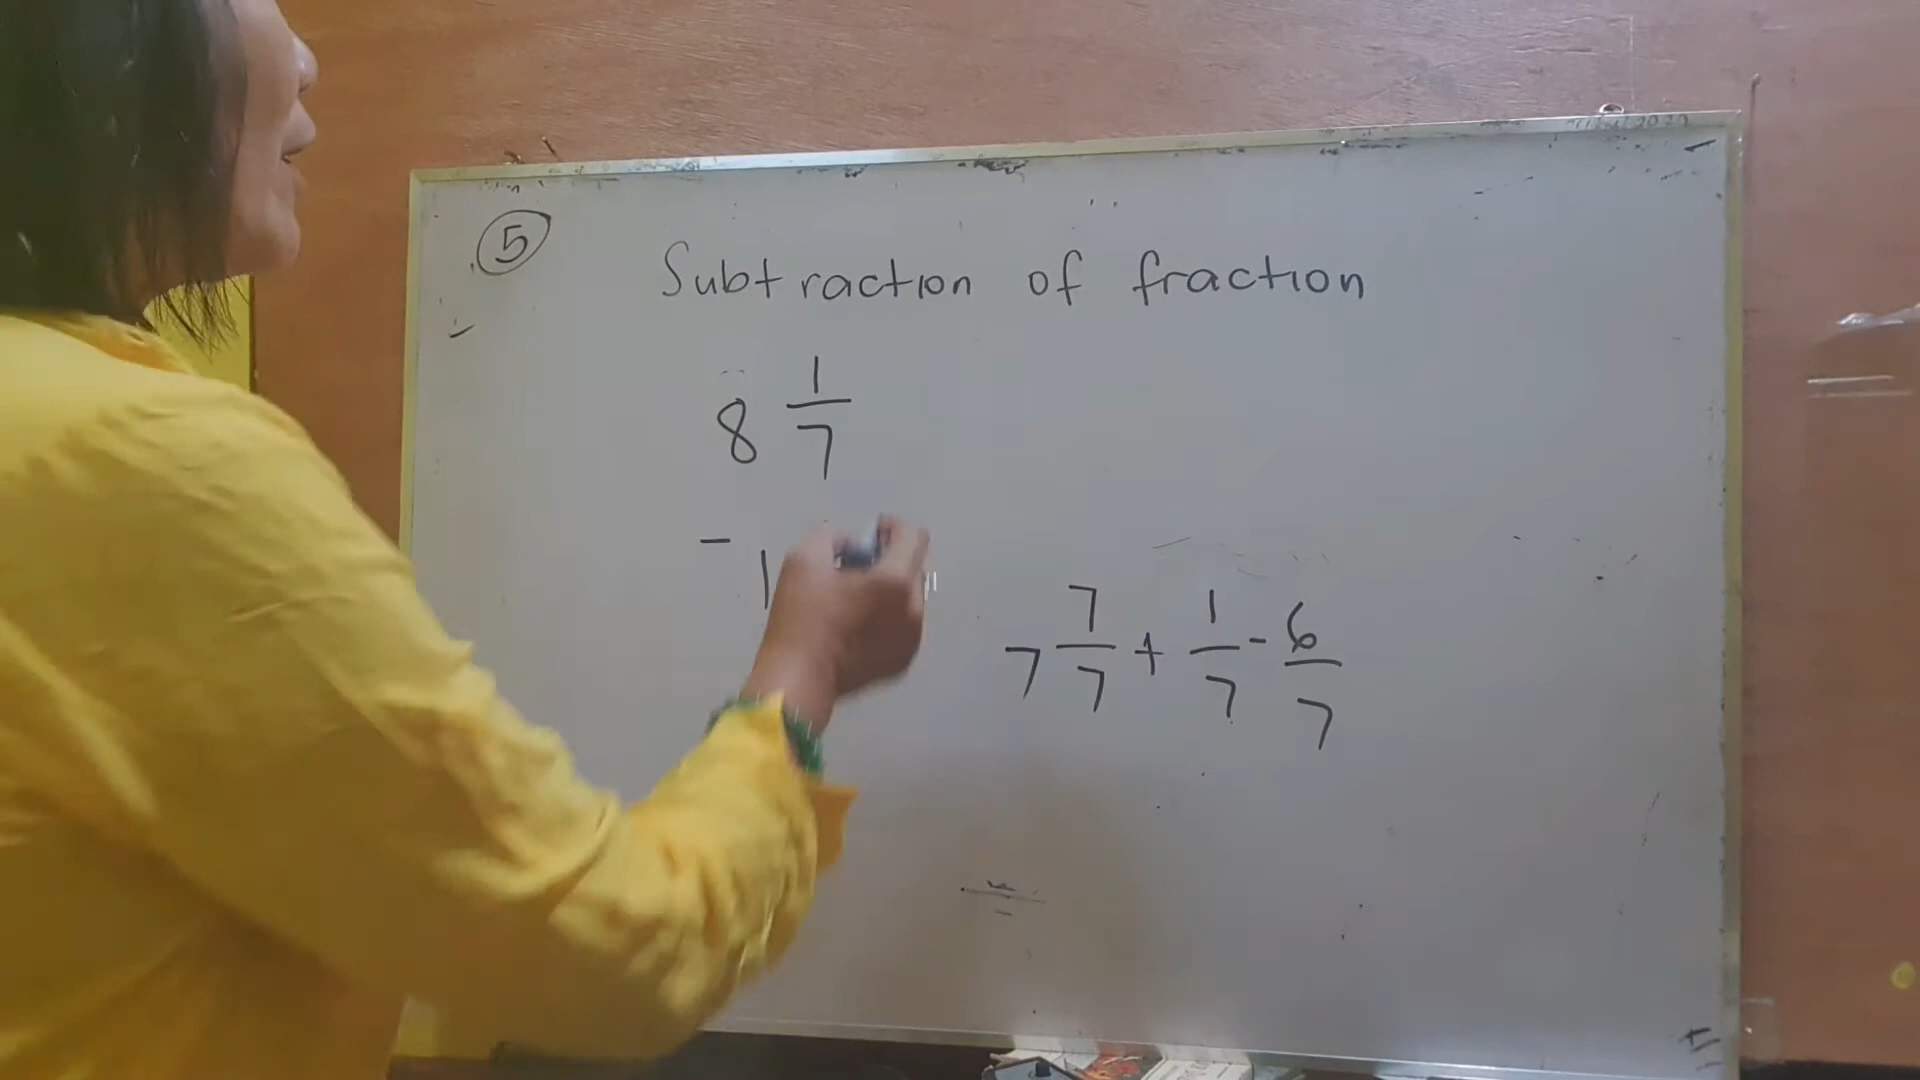 5
Subtraction of fraction
8 1/7
- 1
7 7/7 + 1/7 - 6/7